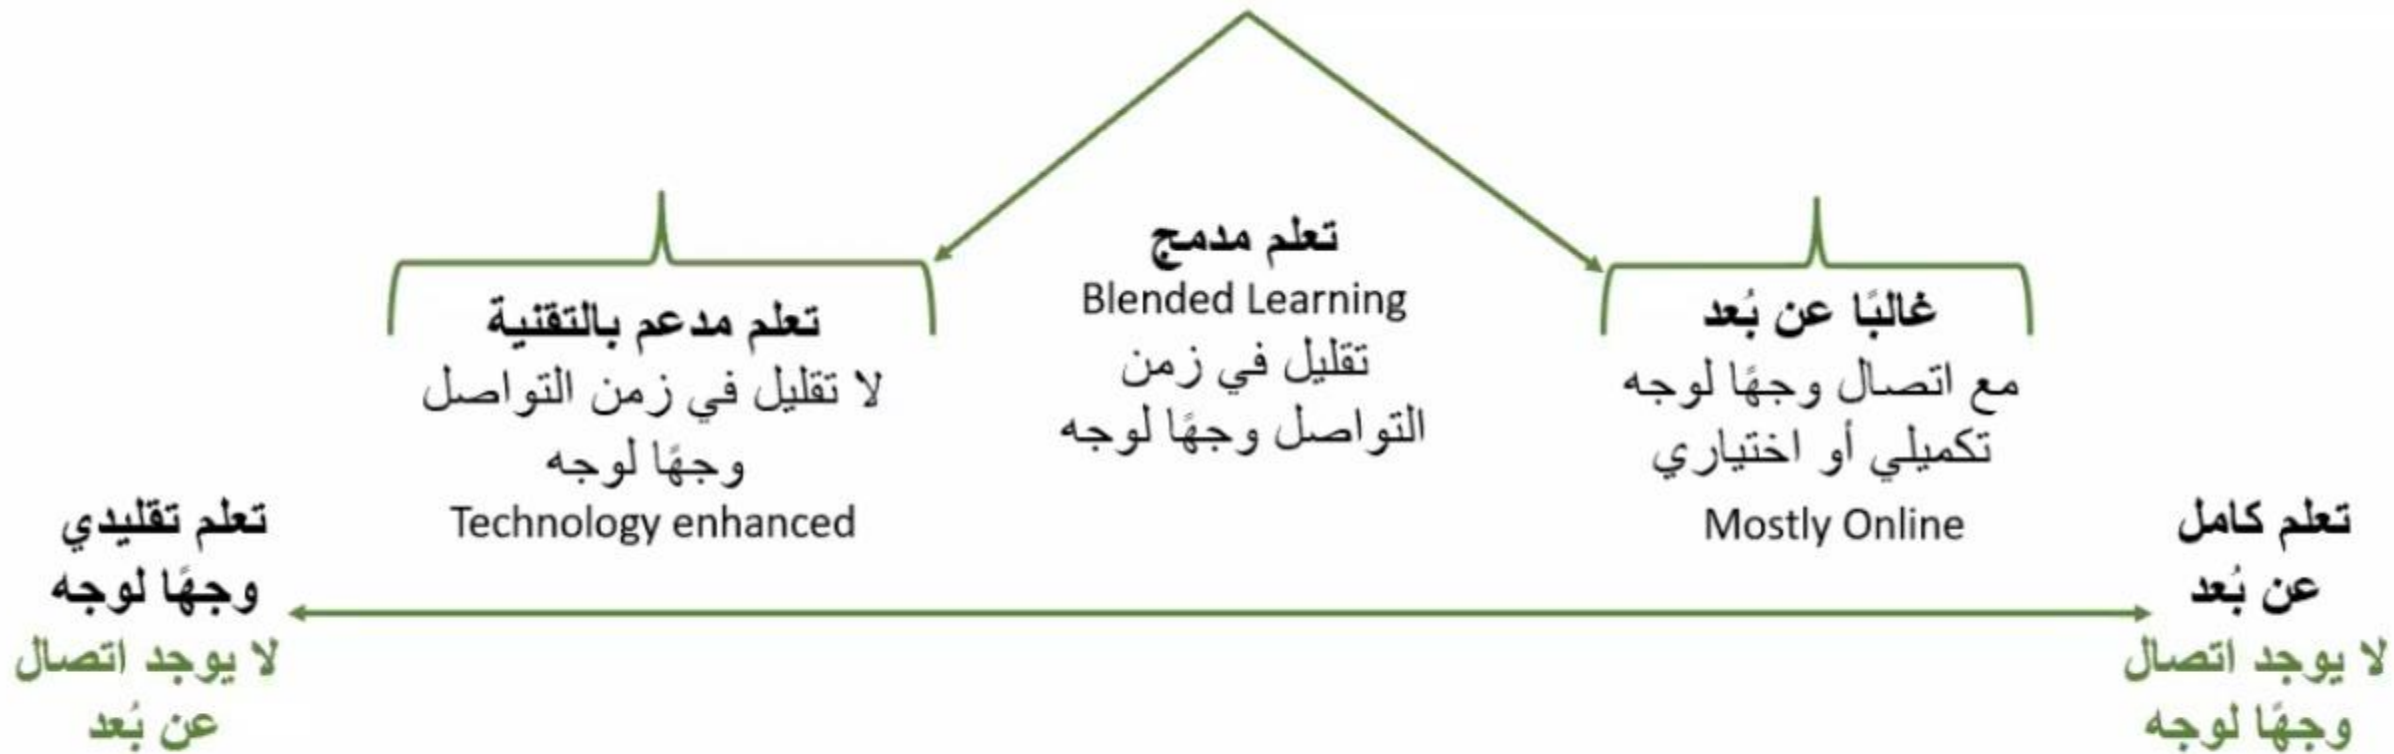 تعلم مدمج
Blended Learning
تقليل في زمن
التواصل وجهًا لوجه
غالبًا عن بُعد
مع اتصال وجهًا لوجه
تكميلي أو اختياري
Mostly Online
تعلم مدعم بالتقنية
لا تقليل في زمن التواصل
وجهًا لوجه
Technology enhanced
تعلم كامل
عن بُعد
لا يوجد اتصال
وجهًا لوجه
تعلم تقليدي
وجهًا لوجه
لا يوجد اتصال
عن بُعد